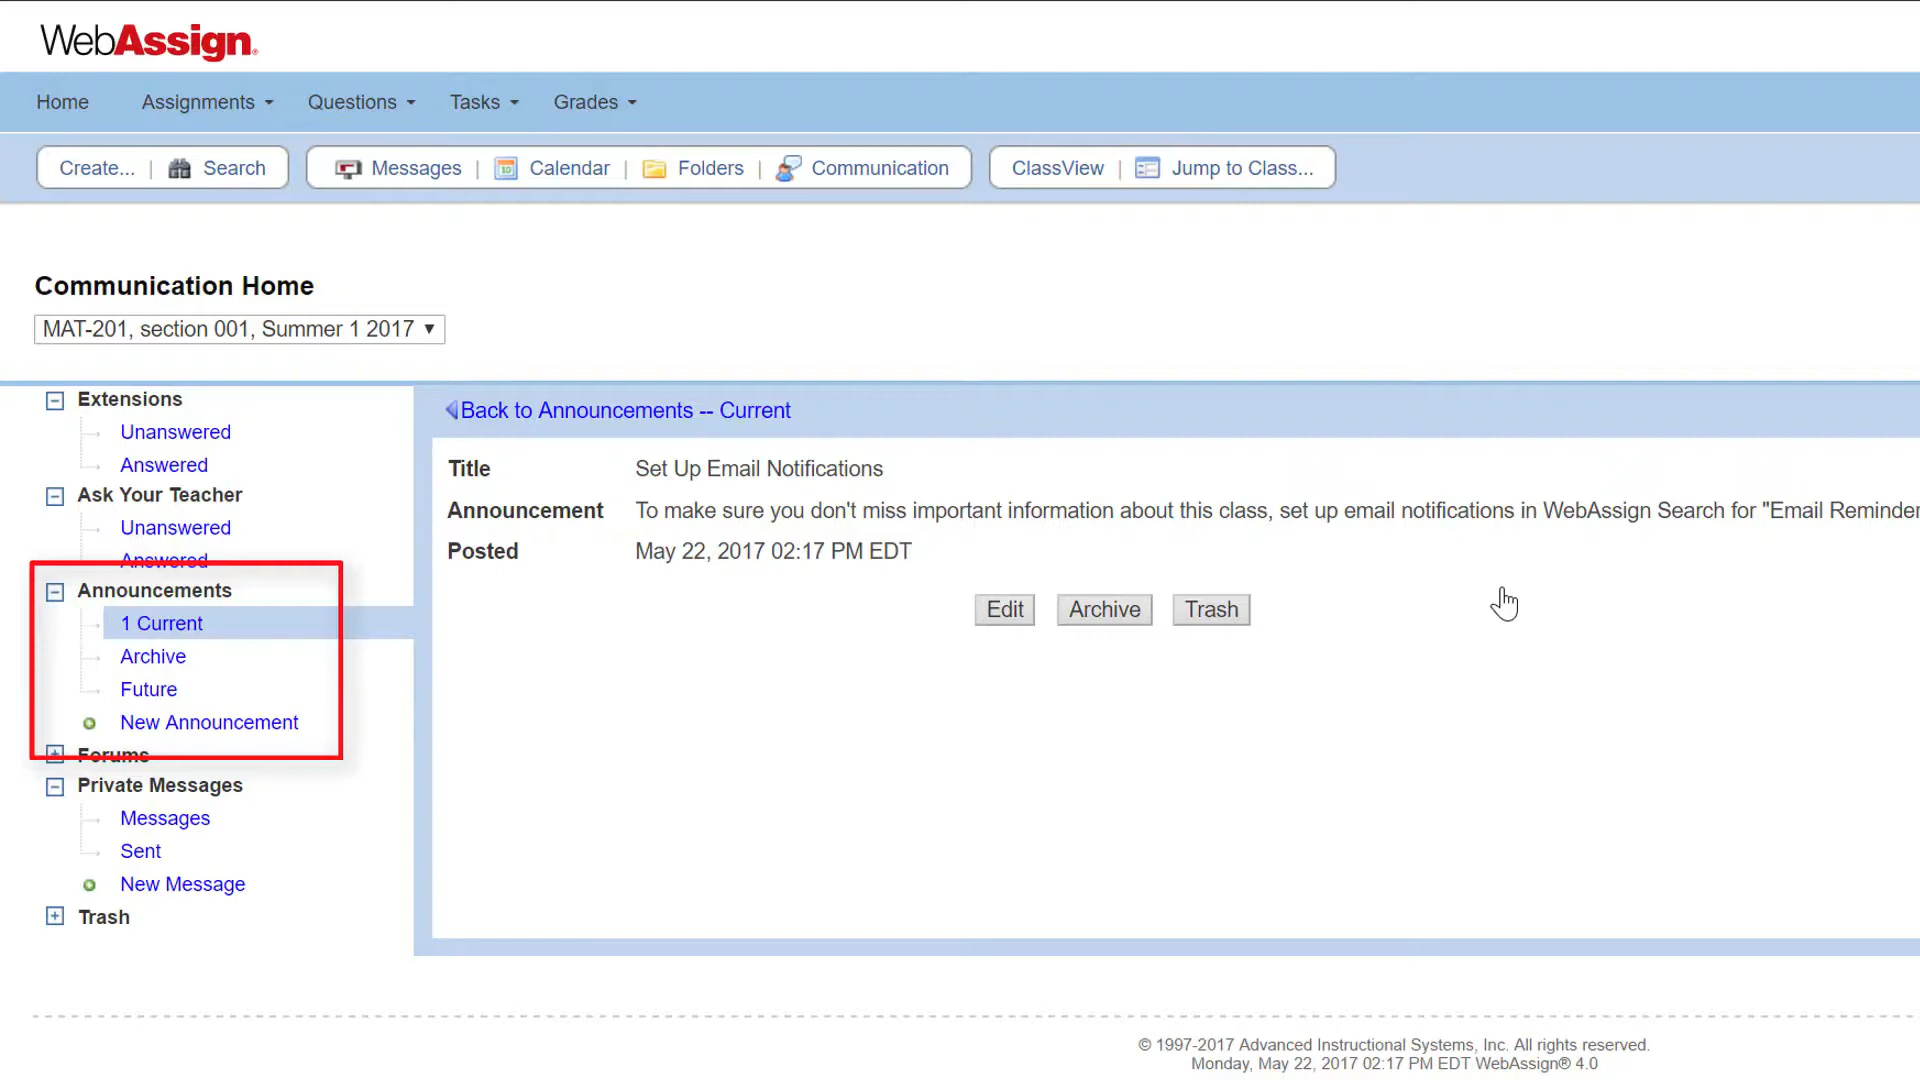 WebAssign
Home Assignments Questions Tasks Grades
Create... | Search Messages | Calendar | Folders | Communication ClassView | Jump to Class...
Communication Home
MAT-201, section 001, Summer 1 2017
Extensions
Unanswered
Answered
Ask Your Teacher
Unanswered
Answered
Announcements
1 Current
Archive
Future
New Announcement
Forums
Private Messages
Messages
Sent
New Message
Trash
Back to Announcements -- Current
Title Set Up Email Notifications
Announcement To make sure you don't miss important information about this class, set up email notifications in WebAssign Search for "Email Reminder
Posted May 22, 2017 02:17 PM EDT
Edit Archive Trash
© 1997-2017 Advanced Instructional Systems, Inc. All rights reserved.
Monday, May 22, 2017 02:17 PM EDT WebAssign® 4.0